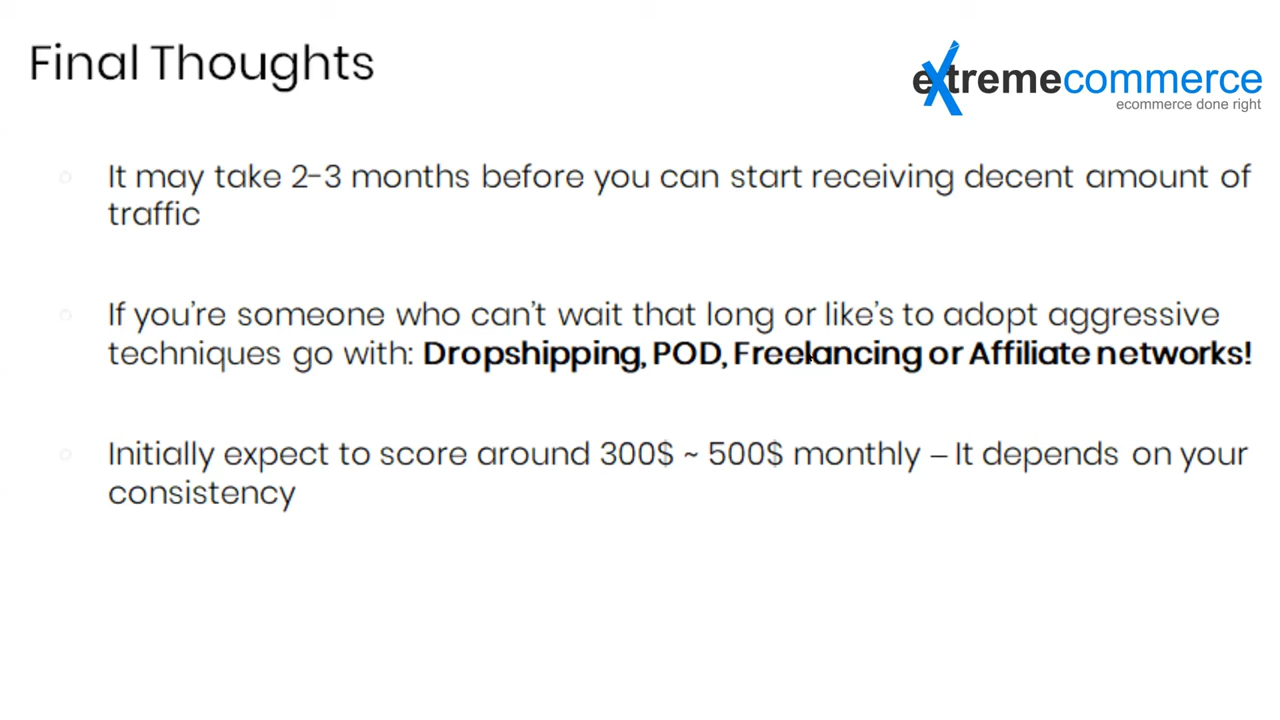 Final Thoughts
extremecommerce
ecommerce done right
It may take 2-3 months before you can start receiving decent amount of
traffic
If you're someone who can't wait that long or like's to adopt aggressive
techniques go with: Dropshipping, POD, Freelancing or Affiliate networks!
Initially expect to score around 300$ ~ 500$ monthly – It depends on your
consistency